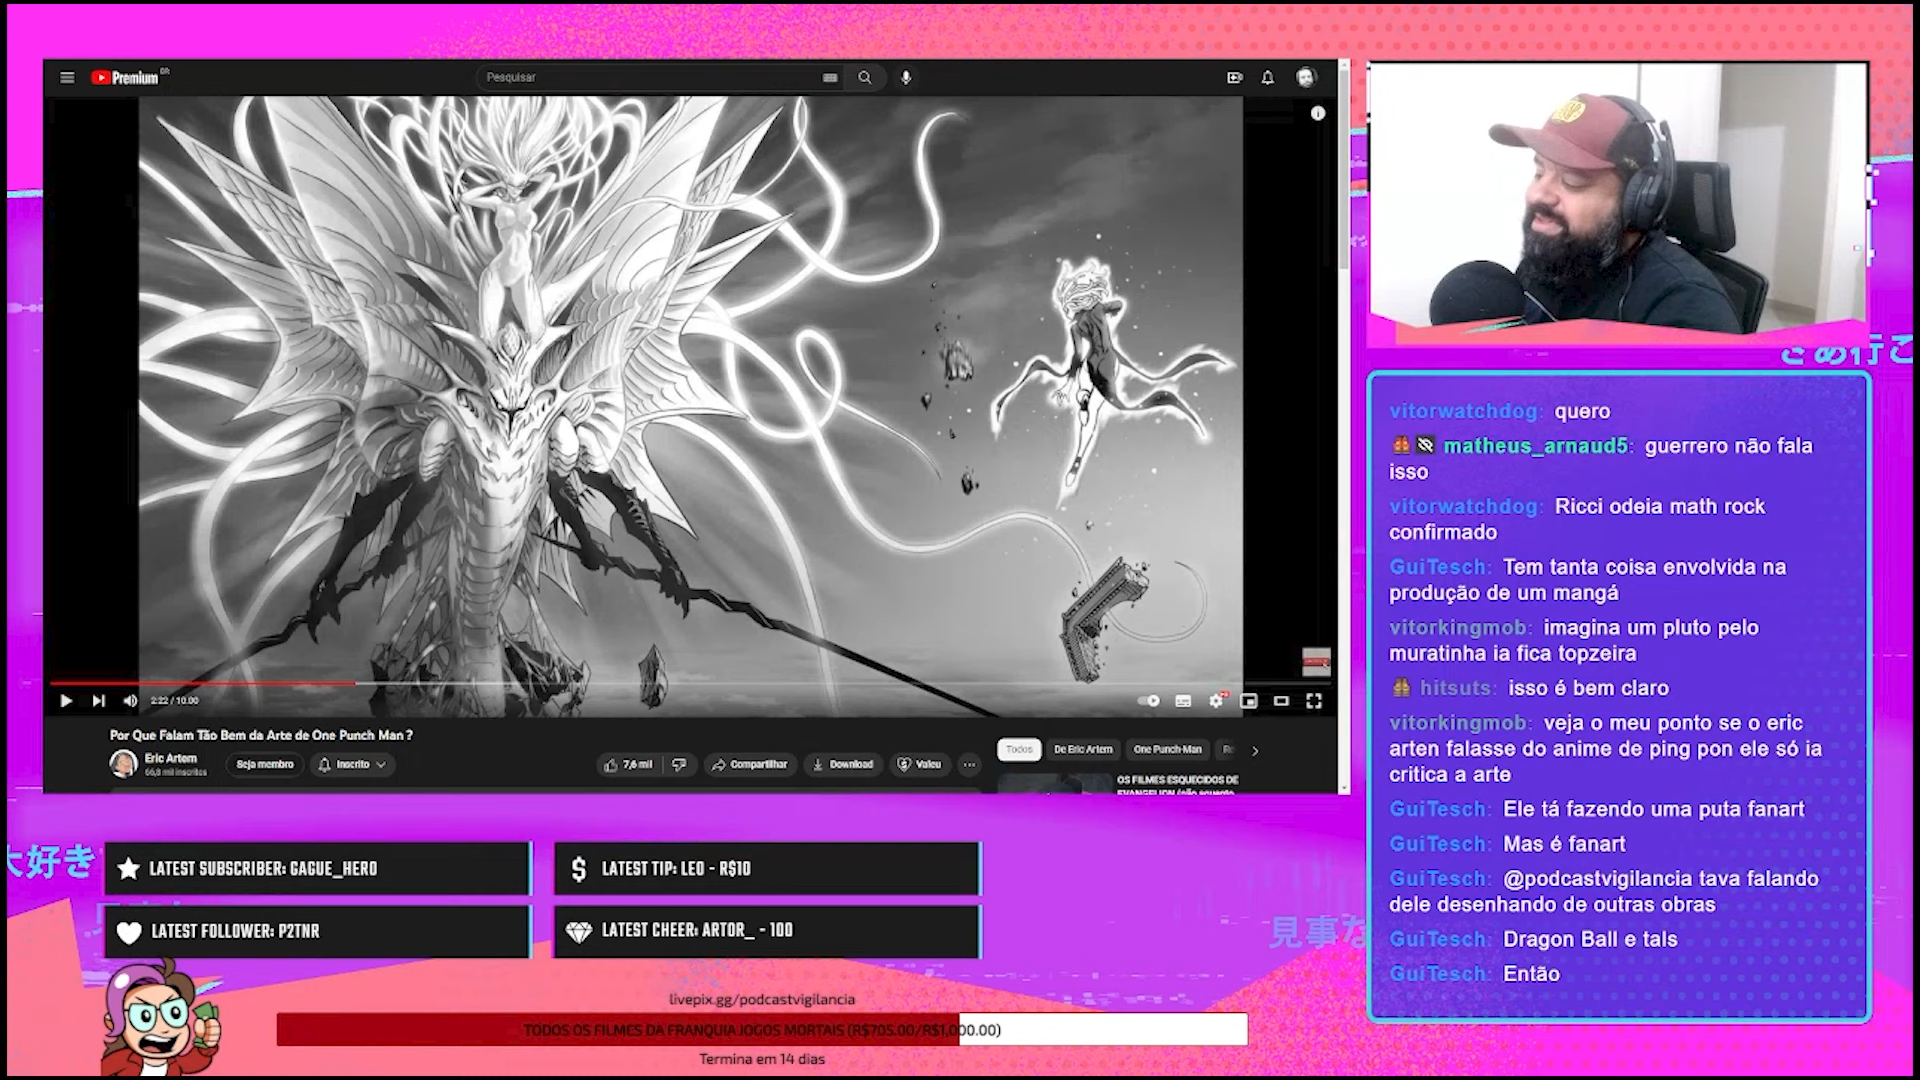 Premium BR
Pesquisar
2:22 / 10:00
Por Que Falam Tão Bem da Arte de One Punch Man ?
Eric Artem
66,8 mil inscritos
Seja membro
Inscrito
7,6 mil
Compartilhar
Download
Valeu
Todos
De Eric Artem
One Punch-Man
OS FILMES ESQUECIDOS DE
EVANGELION (não aguento
vitorwatchdog: quero
matheus_arnaud5: guerrero não fala
isso
vitorwatchdog: Ricci odeia math rock
confirmado
GuiTesch: Tem tanta coisa envolvida na
produção de um mangá
vitorkingmob: imagina um pluto pelo
muratinha ia fica topzeira
hitsuts: isso é bem claro
vitorkingmob: veja o meu ponto se o eric
arten falasse do anime de ping pon ele só ia
critica a arte
GuiTesch: Ele tá fazendo uma puta fanart
GuiTesch: Mas é fanart
GuiTesch: @podcastvigilancia tava falando
dele desenhando de outras obras
GuiTesch: Dragon Ball e tals
GuiTesch: Então
大好き
見事な
LATEST SUBSCRIBER: GAGUE_HERO
LATEST TIP: LEO - R$10
LATEST FOLLOWER: P2TNR
LATEST CHEER: ARTOR_ - 100
livepix.gg/podcastvigilancia
TODOS OS FILMES DA FRANQUIA JOGOS MORTAIS (R$705.00/R$1,000.00)
Termina em 14 dias